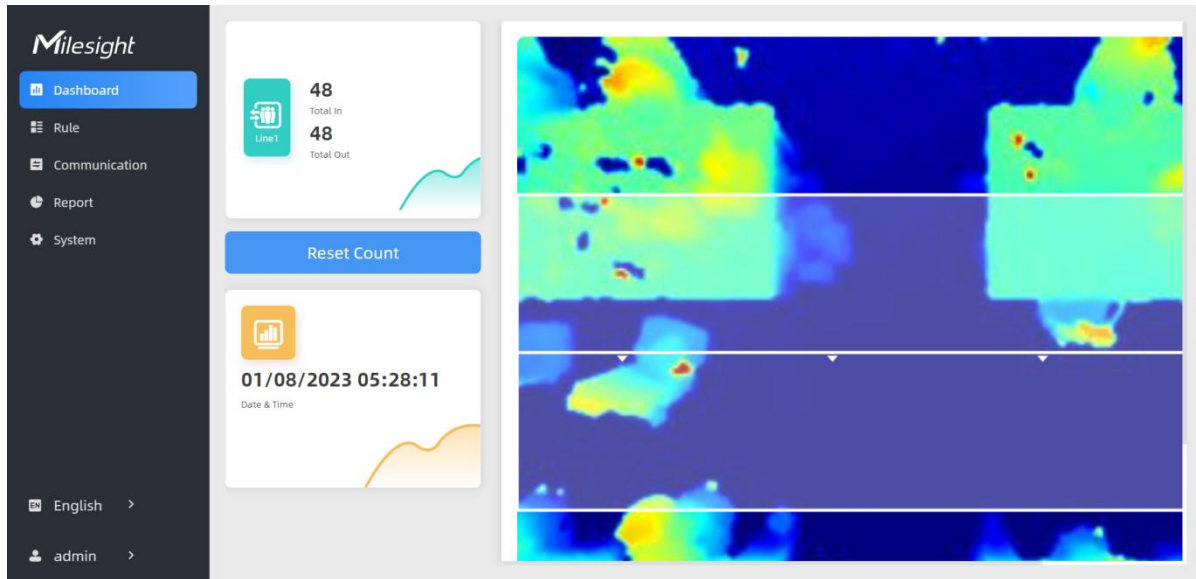 Milesight
Dashboard
Rule
Communication
Report
System
EN English >
admin >
Line1
48
Total In
48
Total Out
Reset Count
01/08/2023 05:28:11
Date & Time